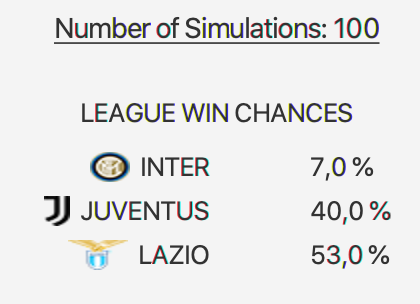 Number of Simulations: 100
LEAGUE WIN CHANCES
INTER 7,0 %
JUVENTUS 40,0 %
LAZIO 53,0 %